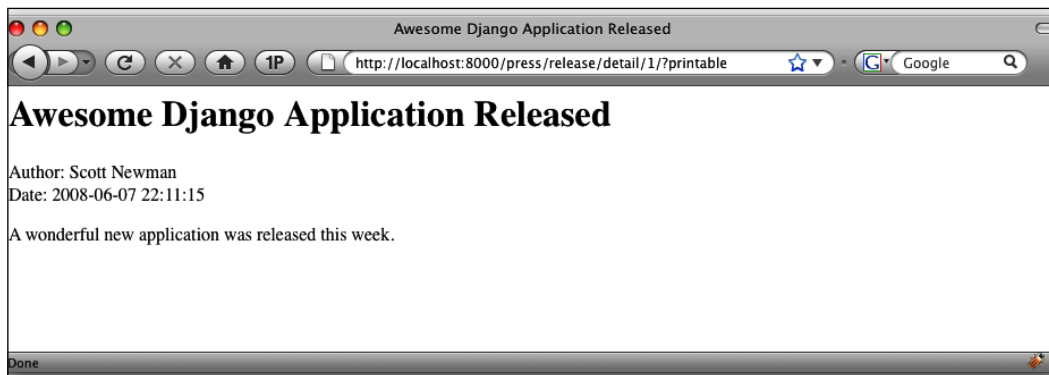 Awesome Django Application Released
1P
http://localhost:8000/press/release/detail/1/?printable
G Google
Awesome Django Application Released
Author: Scott Newman
Date: 2008-06-07 22:11:15
A wonderful new application was released this week.
Done